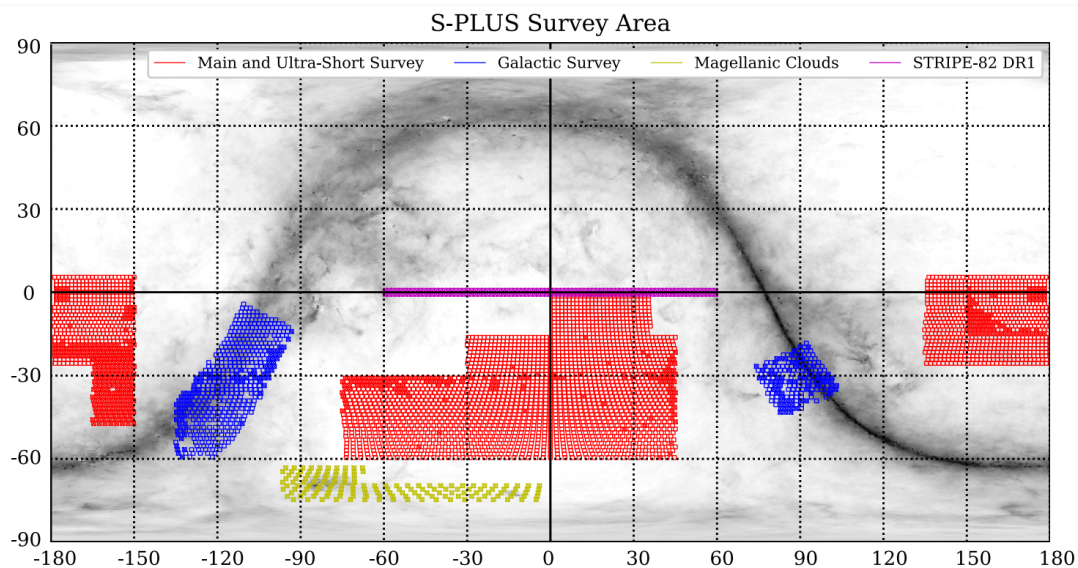 S-PLUS Survey Area
Main and Ultra-Short Survey Galactic Survey Magellanic Clouds STRIPE-82 DR1
90
60
30
0
-30
-60
-90
-180 -150 -120 -90 -60 -30 0 30 60 90 120 150 180